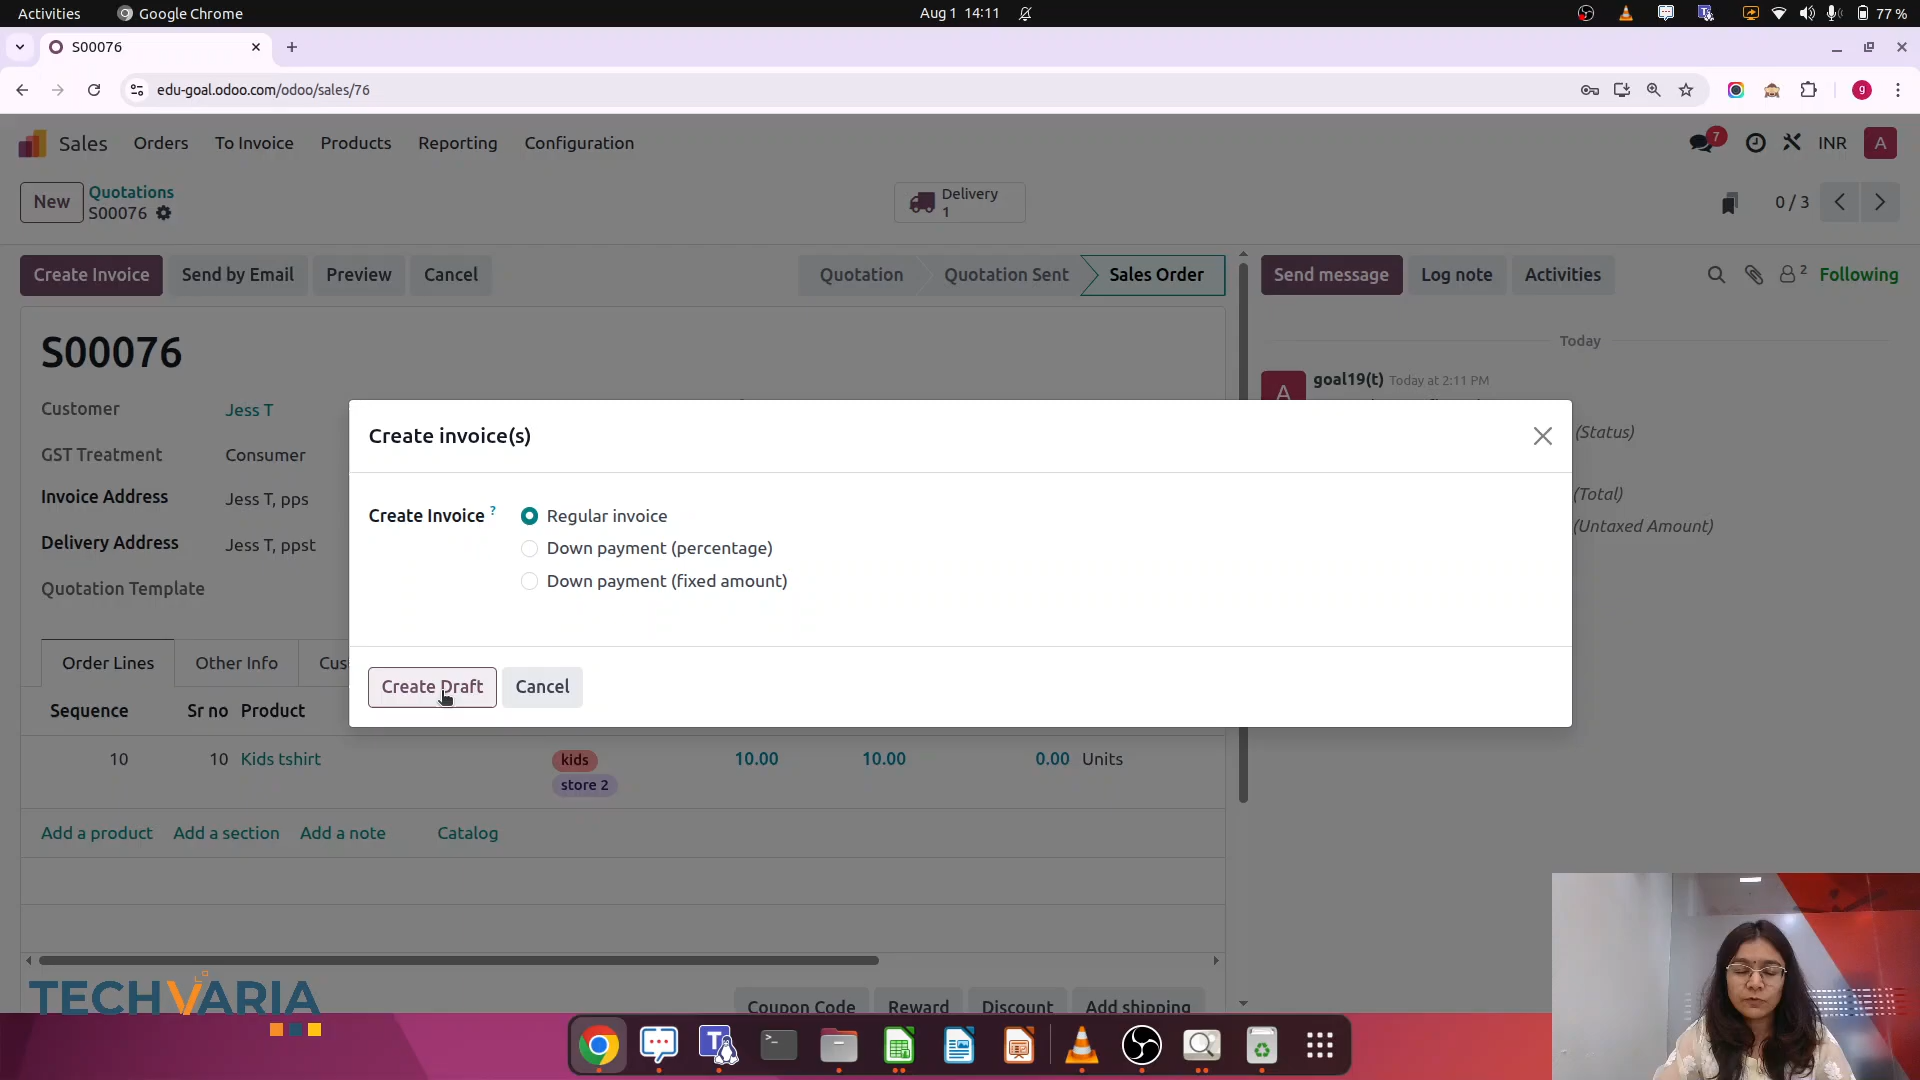 Activities Google Chrome Aug 1 14:11 77 %
S00076
edu-goal.odoo.com/odoo/sales/76 g
Sales Orders To Invoice Products Reporting Configuration 7 INR A
New Quotations Delivery
S00076 1 0 / 3
Create Invoice Send by Email Preview Cancel Quotation Quotation Sent Sales Order Send message Log note Activities 2 Following
S00076
Today
goal19(t) Today at 2:11 PM
A
Customer Jess T
Create invoice(s)
(Status)
GST Treatment Consumer
Invoice Address Jess T, pps
(Total)
Create Invoice ? Regular invoice
(Untaxed Amount)
Delivery Address Jess T, ppst
Down payment (percentage)
Down payment (fixed amount)
Quotation Template
Order Lines Other Info Cus
Create Draft Cancel
Sequence Sr no Product
10 10 Kids tshirt kids 10.00 10.00 0.00 Units
store 2
Add a product Add a section Add a note Catalog
TECHVARIA
Coupon Code Reward Discount Add shipping